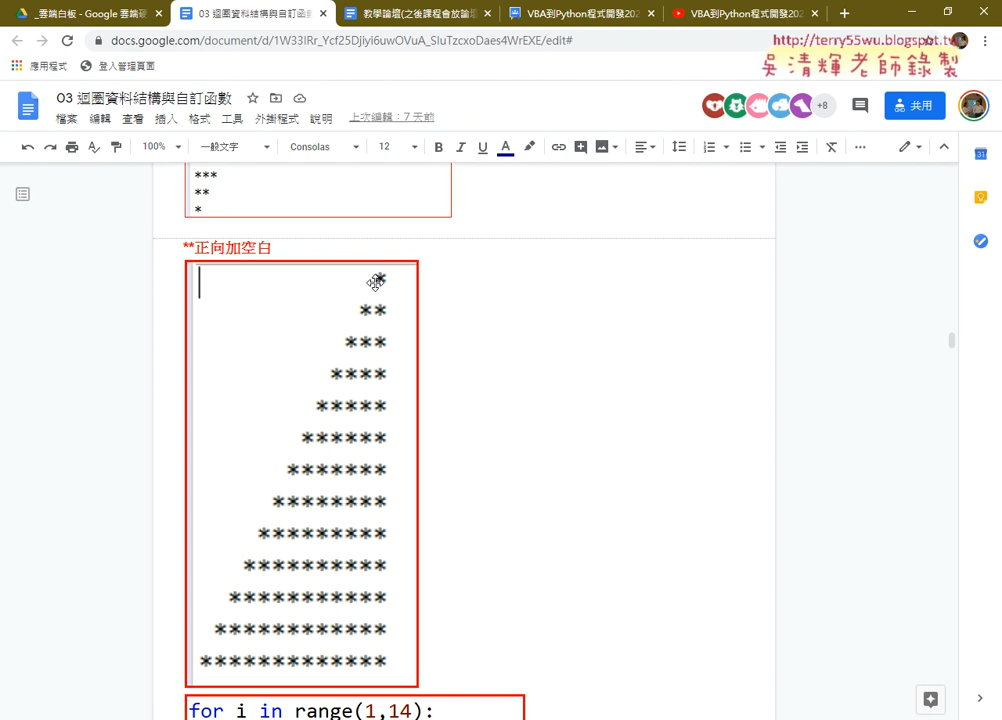 _雲端白板 - Google 雲端硬
03 迴圈資料結構與自訂函數
教學論壇(之後課程會放論壇
VBA到Python程式開發202
VBA到Python程式開發202
docs.google.com/document/d/1W33IRr_Ycf25Djiyi6uwOVuA_SluTzcxoDaes4WrEXE/edit#
http://terry55wu.blogspot.tw
吳清輝老師錄製
應用程式 登入管理頁面
03 迴圈資料結構與自訂函數
檔案 編輯 查看 插入 格式 工具 外掛程式 說明 上次編輯：7 天前
+8
共用
100% 一般文字 Consolas 12 B I U A
31
***
**
*
**正向加空白
*
**
***
****
*****
******
*******
********
*********
**********
***********
************
*************
for i in range(1,14):